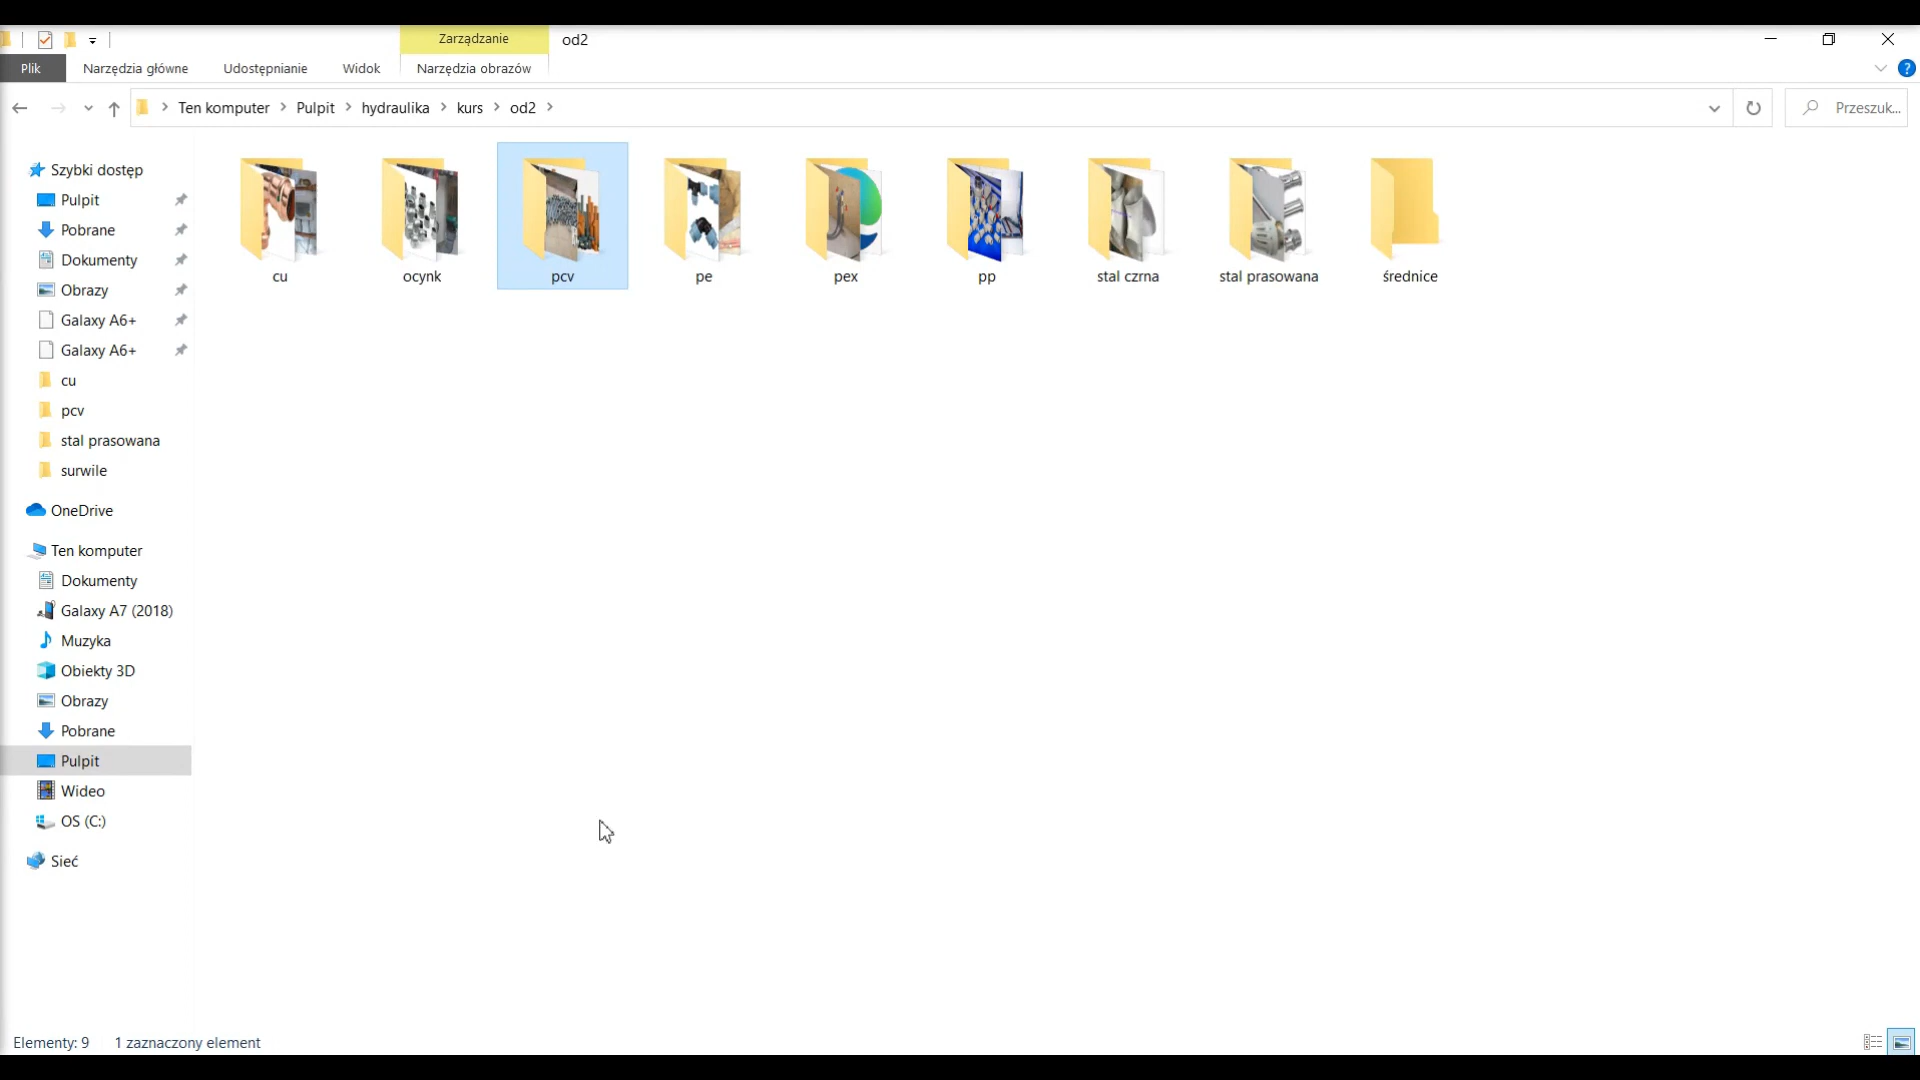 Zarządzanie
od2
Plik
Narzędzia główne
Udostępnianie
Widok
Narzędzia obrazów
?
Ten komputer
Pulpit
hydraulika
kurs
od2
Przeszuk...
Szybki dostęp
Pulpit
Pobrane
Dokumenty
Obrazy
Galaxy A6+
Galaxy A6+
cu
pcv
stal prasowana
surwile
OneDrive
Ten komputer
Dokumenty
Galaxy A7 (2018)
Muzyka
Obiekty 3D
Obrazy
Pobrane
Pulpit
Wideo
OS (C:)
Sieć
cu
ocynk
pcv
pe
pex
pp
stal czrna
stal prasowana
średnice
Elementy: 9
1 zaznaczony element